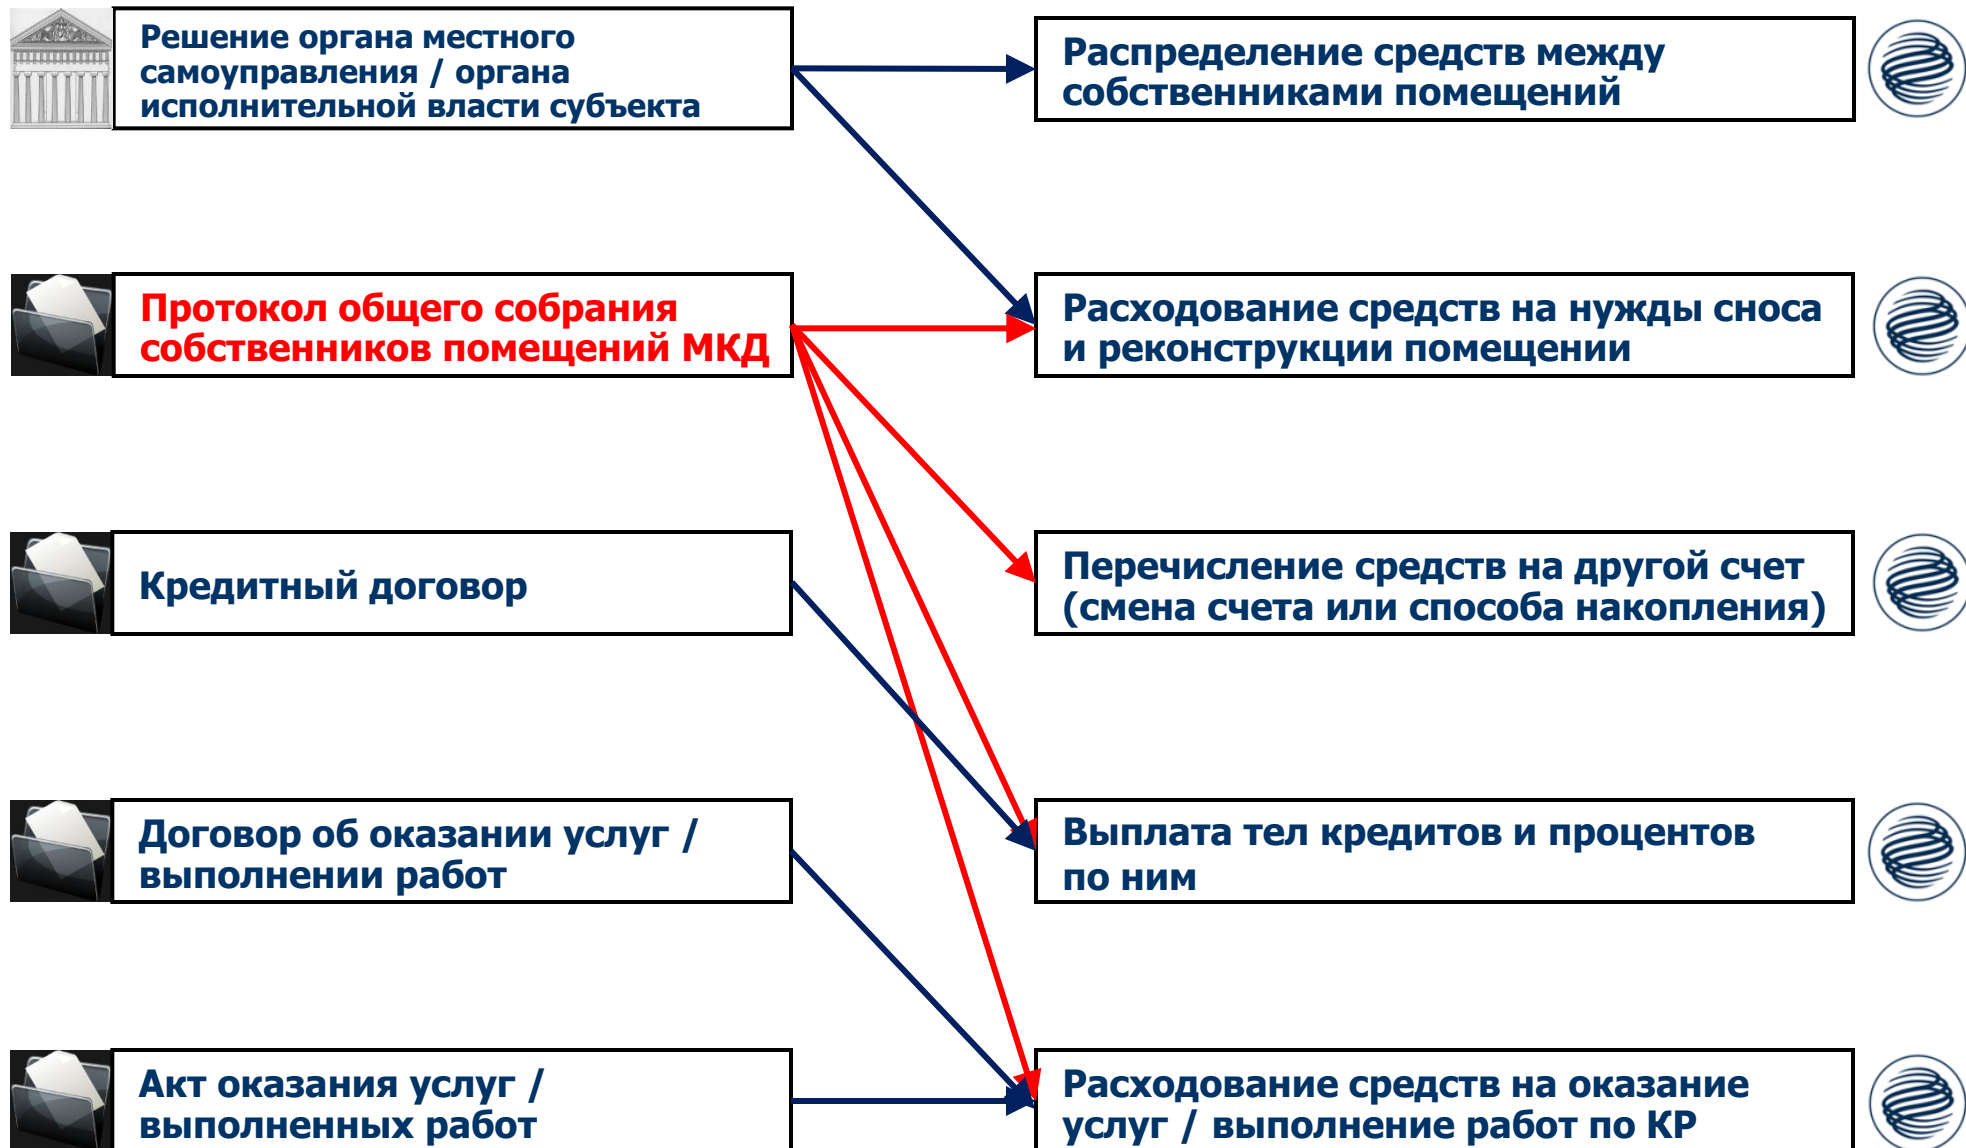 Решение органа местного
самоуправления / органа
исполнительной власти субъекта
Распределение средств между
собственниками помещений
Протокол общего собрания
собственников помещений МКД
Расходование средств на нужды сноса
и реконструкции помещении
Кредитный договор
Перечисление средств на другой счет
(смена счета или способа накопления)
Договор об оказании услуг /
выполнении работ
Выплата тел кредитов и процентов
по ним
Акт оказания услуг /
выполненных работ
Расходование средств на оказание
услуг / выполнение работ по КР